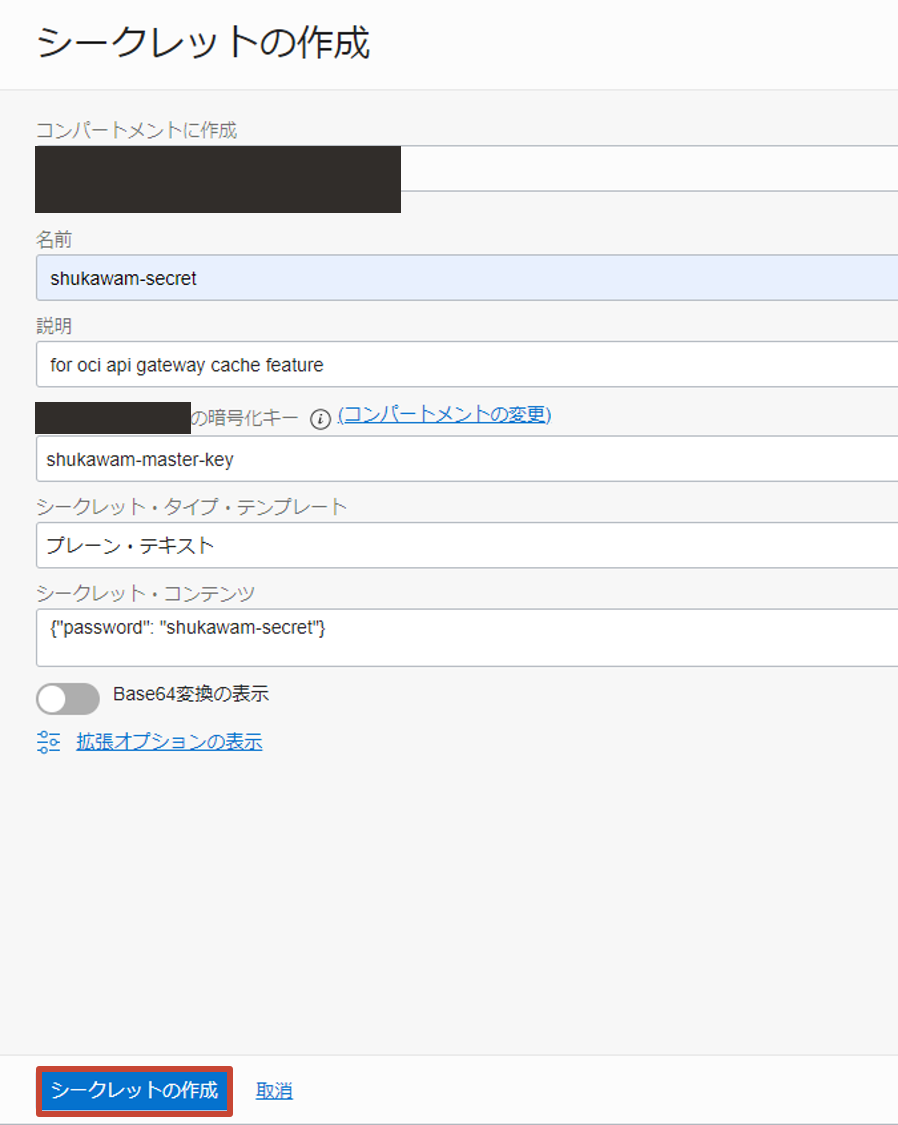 シークレットの作成
コンパートメントに作成
名前
shukawam-secret
説明
for oci api gateway cache feature
の暗号化キー (コンパートメントの変更)
shukawam-master-key
シークレット・タイプ・テンプレート
プレーン・テキスト
シークレット・コンテンツ
{"password": "shukawam-secret"}
Base64変換の表示
拡張オプションの表示
シークレットの作成 取消